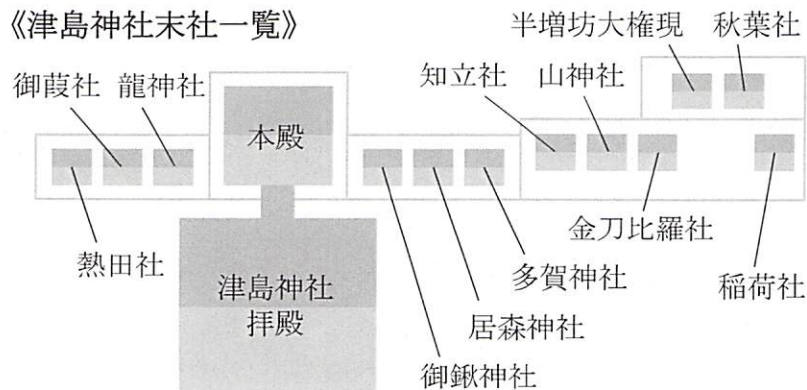 《津島神社末社一覧》
半増坊大権現 秋葉社
御葭社 龍神社
知立社 山神社
本殿
熱田社
金刀比羅社
津島神社
拝殿
多賀神社
稲荷社
居森神社
御鍬神社